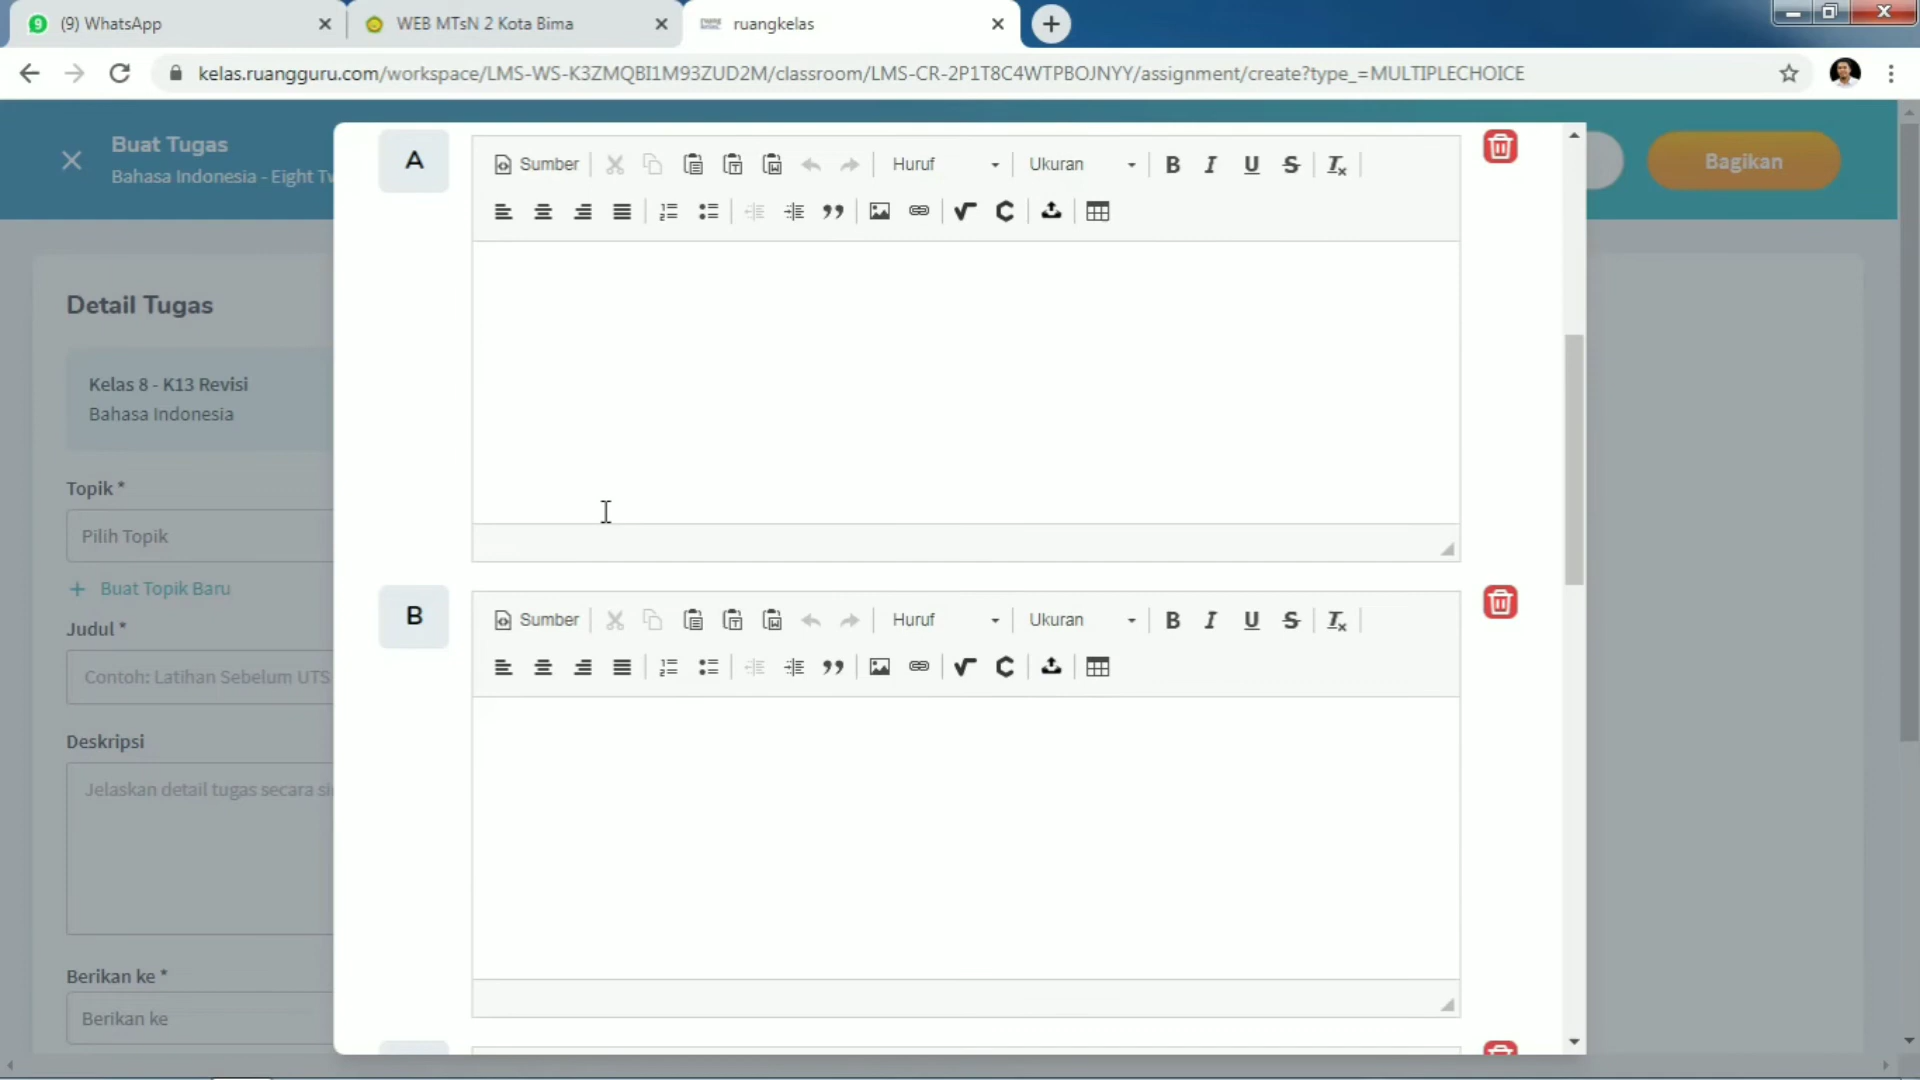 (9) WhatsApp
WEB MTsN 2 Kota Bima
ruangkelas
kelas.ruangguru.com/workspace/LMS-WS-K3ZMQBI1M93ZUD2M/classroom/LMS-CR-2P1T8C4WTPBOJNYY/assignment/create?type_=MULTIPLECHOICE
Buat Tugas
Bahasa Indonesia - Eight
Bagikan
Detail Tugas
Kelas 8 - K13 Revisi
Bahasa Indonesia
Topik *
Pilih Topik
+ Buat Topik Baru
Judul *
Contoh: Latihan Sebelum UTS
Deskripsi
Jelaskan detail tugas secara
Berikan ke *
Berikan ke
A
Sumber Huruf Ukuran B I U S
B
Sumber Huruf Ukuran B I U S